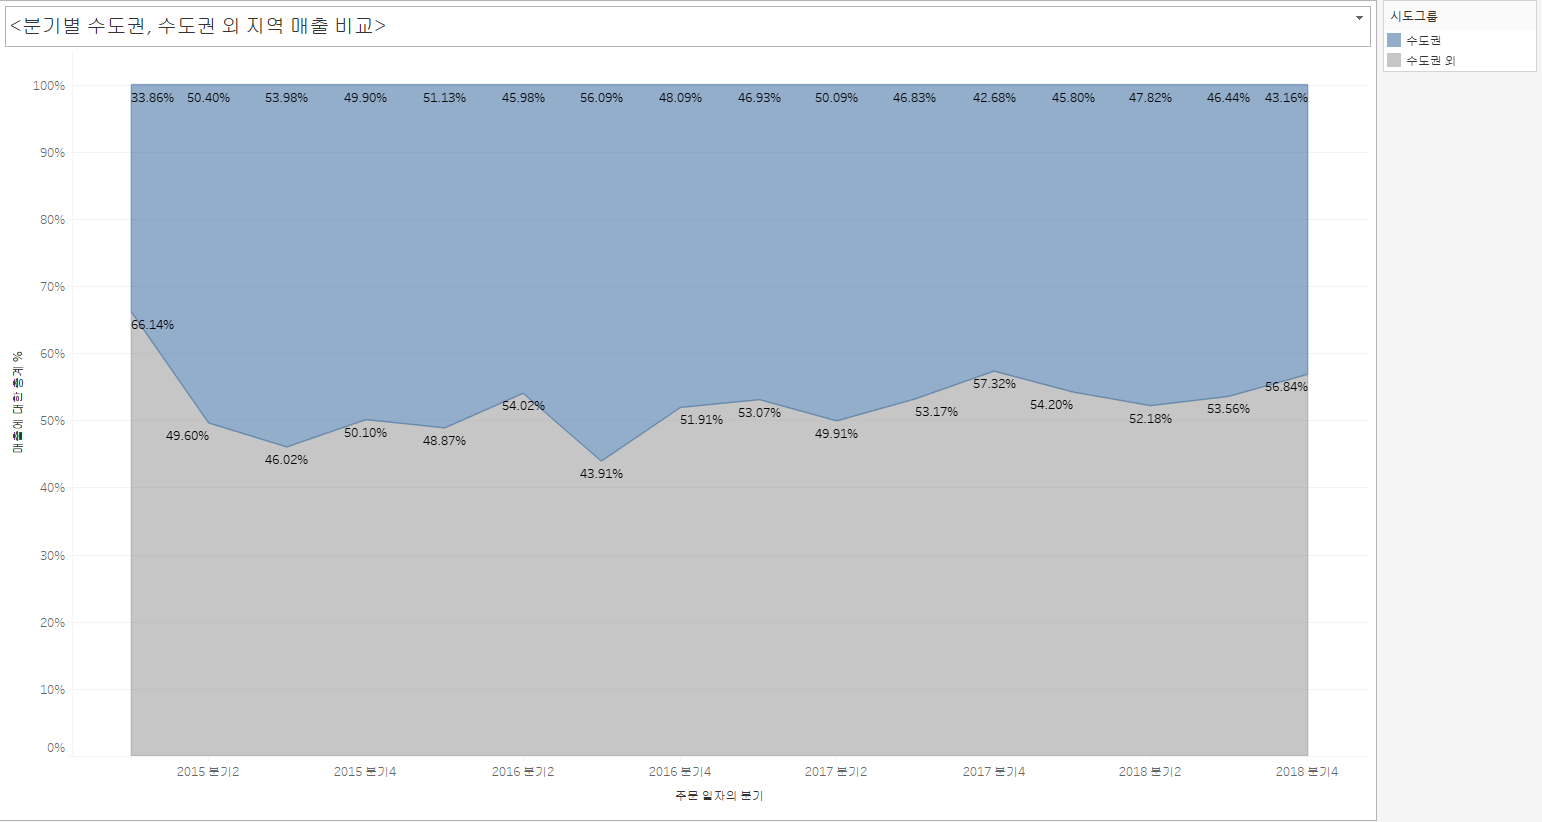 <분기별 수도권, 수도권 외 지역 매출 비교>
시도그룹
수도권
수도권 외
100%
33.86% 50.40% 53.98% 49.90% 51.13% 45.98% 56.09% 48.09% 46.93% 50.09% 46.83% 42.68% 45.80% 47.82% 46.44% 43.16%
90%
80%
70%
66.14%
60%
50%
49.60% 46.02% 50.10% 48.87% 54.02% 43.91% 51.91% 53.07% 49.91% 53.17% 57.32% 54.20% 52.18% 53.56% 56.84%
40%
30%
20%
10%
0%
매출에 대한 총계 %
2015 분기2 2015 분기4 2016 분기2 2016 분기4 2017 분기2 2017 분기4 2018 분기2 2018 분기4
주문 일자의 분기